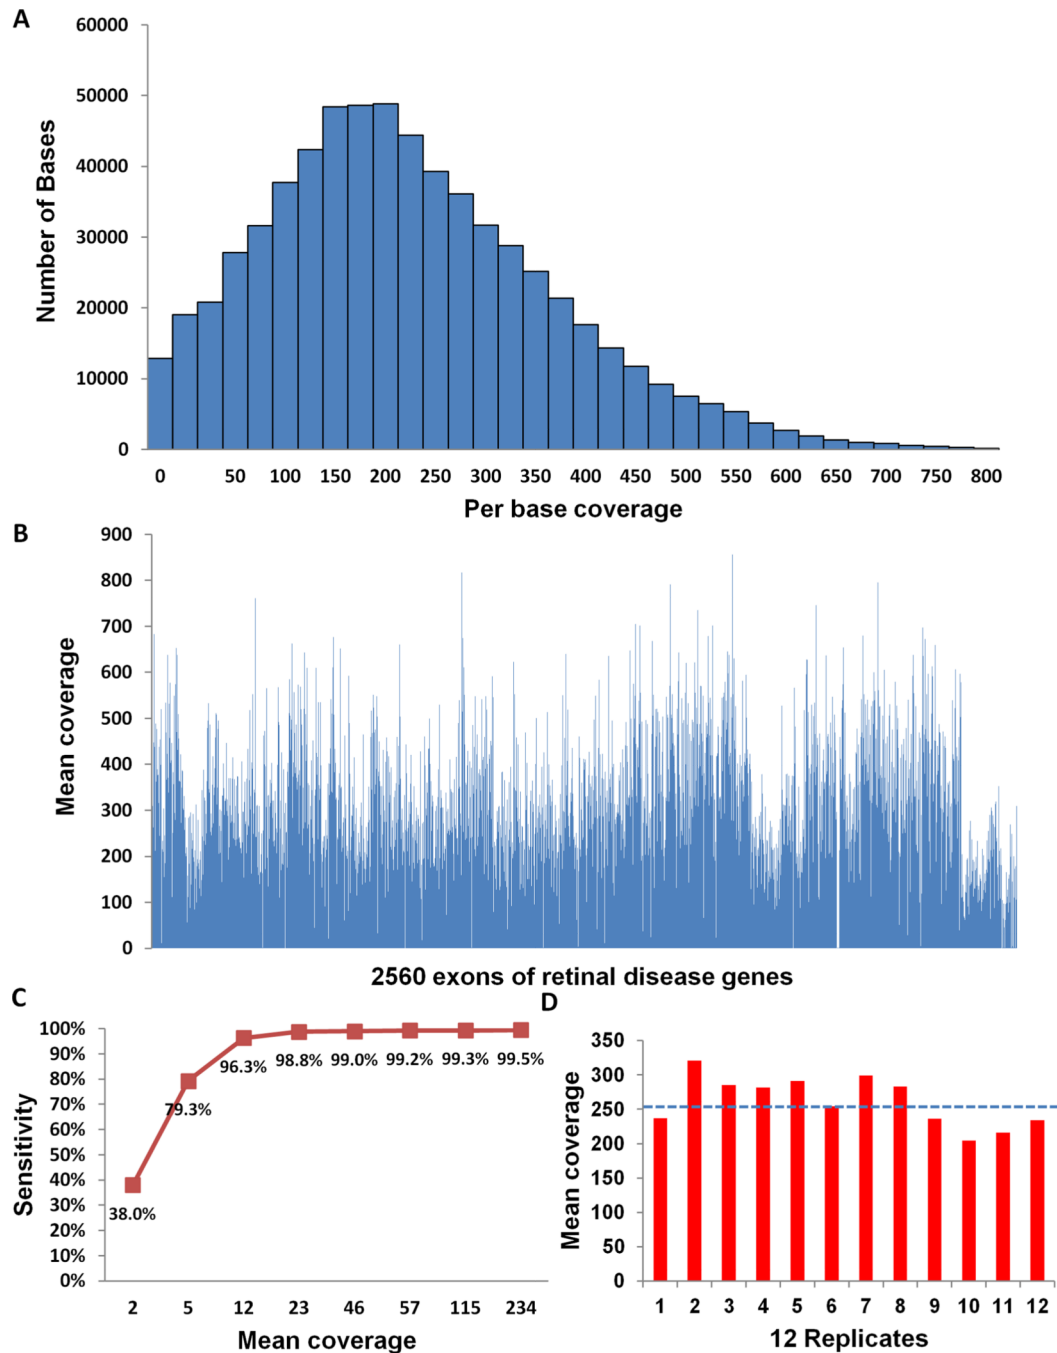 A
60000
50000
40000
30000
20000
10000
0
Number of Bases
0 50 100 150 200 250 300 350 400 450 500 550 600 650 700 750 800
Per base coverage
B
900
800
700
600
500
400
300
200
100
0
Mean coverage
2560 exons of retinal disease genes
C
100%
90%
80%
70%
60%
50%
40%
30%
20%
10%
0%
Sensitivity
38.0%
79.3%
96.3%
98.8%
99.0%
99.2%
99.3%
99.5%
2 5 12 23 46 57 115 234
Mean coverage
D
350
300
250
200
150
100
50
0
Mean coverage
1 2 3 4 5 6 7 8 9 10 11 12
12 Replicates